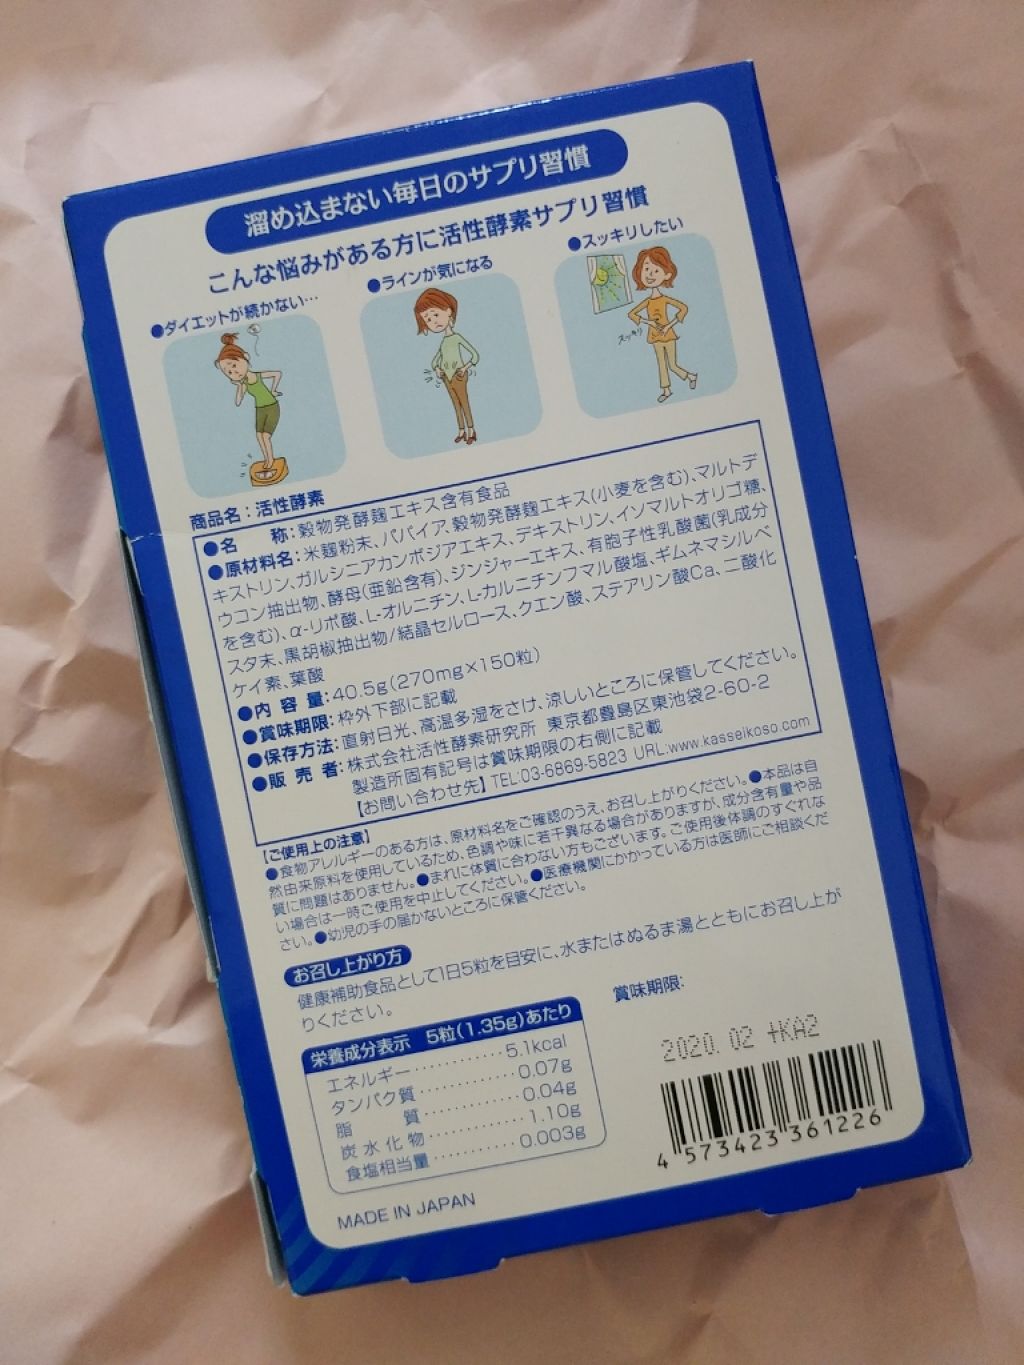 溜め込まない毎日のサプリ習慣
こんな悩みがある方に活性酵素サプリ習慣
●ダイエットが続かない…
●ラインが気になる
●スッキリしたい
スッキリ
商品名：活性酵素
●名　　称：穀物発酵麹エキス含有食品
●原材料名：米麹粉末、パパイア、穀物発酵麹エキス(小麦を含む)、マルトデ
キストリン、ガルシニアカンボジアエキス、デキストリン、イソマルトオリゴ糖、
ウコン抽出物、酵母(亜鉛含有)、ジンジャーエキス、有胞子性乳酸菌(乳成分
を含む)、α-リポ酸、L-オルニチン、L-カルニチンフマル酸塩、ギムネマシルベ
スタ末、黒胡椒抽出物/結晶セルロース、クエン酸、ステアリン酸Ca、二酸化
ケイ素、葉酸
●内 容 量：40.5g(270mg×150粒)
●賞味期限：枠外下部に記載
●保存方法：直射日光、高温多湿をさけ、涼しいところに保管してください。
●販 売 者：株式会社活性酵素研究所 東京都豊島区東池袋2-60-2
製造所固有記号は賞味期限の右側に記載
【お問い合わせ先】TEL:03-6869-5823 URL:www.kasseikoso.com
【ご使用上の注意】
●食物アレルギーのある方は、原材料名をご確認のうえ、お召し上がりください。●本品は自
然由来原料を使用しているため、色調や味に若干異なる場合がありますが、成分含有量や品
質に問題はありません。●まれに体質に合わない方もございます。ご使用後体調のすぐれな
い場合は一時ご使用を中止してください。●医療機関にかかっている方は医師にご相談くだ
さい。●幼児の手の届かないところに保管ください。
お召し上がり方
健康補助食品として1日5粒を目安に、水またはぬるま湯とともにお召し上が
りください。
栄養成分表示　5粒(1.35g)あたり
エネルギー‥‥‥‥‥5.1kcal
タンパク質‥‥‥‥‥0.07g
脂　　質‥‥‥‥‥0.04g
炭水化物‥‥‥‥‥1.10g
食塩相当量‥‥‥‥0.003g
賞味期限:
2020. 02 +KA2
4 573423 361226
MADE IN JAPAN